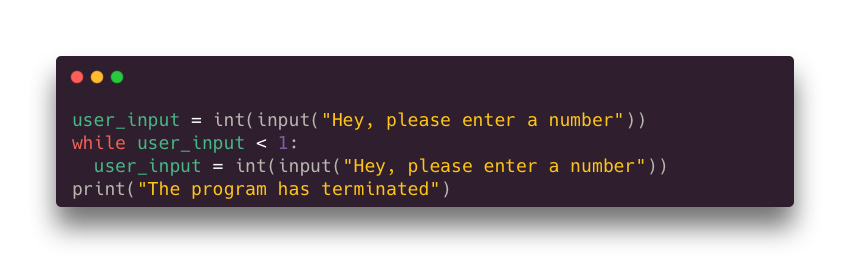 user_input = int(input("Hey, please enter a number"))
while user_input < 1:
  user_input = int(input("Hey, please enter a number"))
print("The program has terminated")